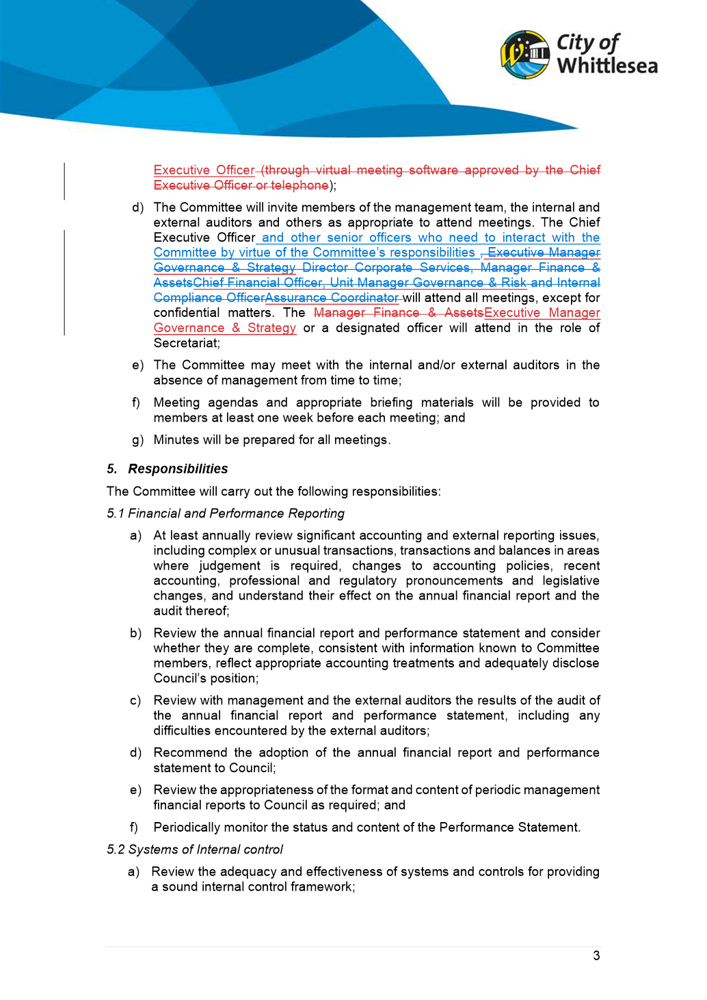 City of
Whittlesea
Executive Officer (through virtual meeting software approved by the Chief
Executive Officer or telephone);
d) The Committee will invite members of the management team, the internal and
external auditors and others as appropriate to attend meetings. The Chief
Executive Officer and other senior officers who need to interact with the
Committee by virtue of the Committee's responsibilities , Executive Manager
Governance & Strategy Director Corporate Services, Manager Finance &
AssetsChief Financial Officer, Unit Manager Governance & Risk and Internal
Compliance OfficerAssurance Coordinator will attend all meetings, except for
confidential matters. The Manager Finance & AssetsExecutive Manager
Governance & Strategy or a designated officer will attend in the role of
Secretariat;
e) The Committee may meet with the internal and/or external auditors in the
absence of management from time to time;
f) Meeting agendas and appropriate briefing materials will be provided to
members at least one week before each meeting; and
g) Minutes will be prepared for all meetings.
5. Responsibilities
The Committee will carry out the following responsibilities:
5.1 Financial and Performance Reporting
a) At least annually review significant accounting and external reporting issues,
including complex or unusual transactions, transactions and balances in areas
where judgement is required, changes to accounting policies, recent
accounting, professional and regulatory pronouncements and legislative
changes, and understand their effect on the annual financial report and the
audit thereof;
b) Review the annual financial report and performance statement and consider
whether they are complete, consistent with information known to Committee
members, reflect appropriate accounting treatments and adequately disclose
Council's position;
c) Review with management and the external auditors the results of the audit of
the annual financial report and performance statement, including any
difficulties encountered by the external auditors;
d) Recommend the adoption of the annual financial report and performance
statement to Council;
e) Review the appropriateness of the format and content of periodic management
financial reports to Council as required; and
f) Periodically monitor the status and content of the Performance Statement.
5.2 Systems of Internal control
a) Review the adequacy and effectiveness of systems and controls for providing
a sound internal control framework;
3